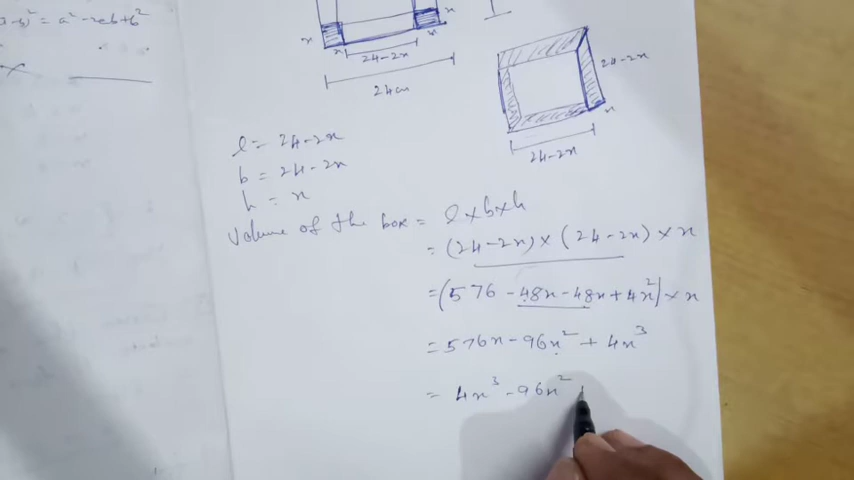 )² = a² - 2ab + b²
x
x
x
x
24-2x
24cm
24-2x
x
24-2x
l = 24-2x
b = 24-2x
h = x
Volume of the box = l×b×h
= (24-2x) × (24-2x) × x
= (576 - 48x - 48x + 4x²) × x
= 576x - 96x² + 4x³
= 4x³ - 96x²